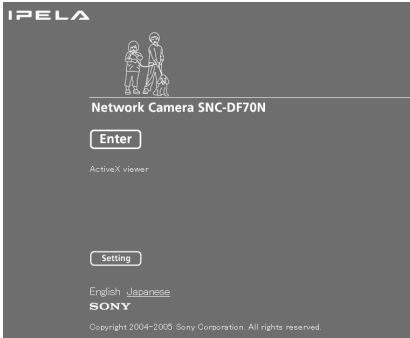 IPELA
Network Camera SNC-DF70N
Enter
ActiveX viewer
Setting
English Japanese
SONY
Copyright 2004-2005 Sony Corporation. All rights reserved.